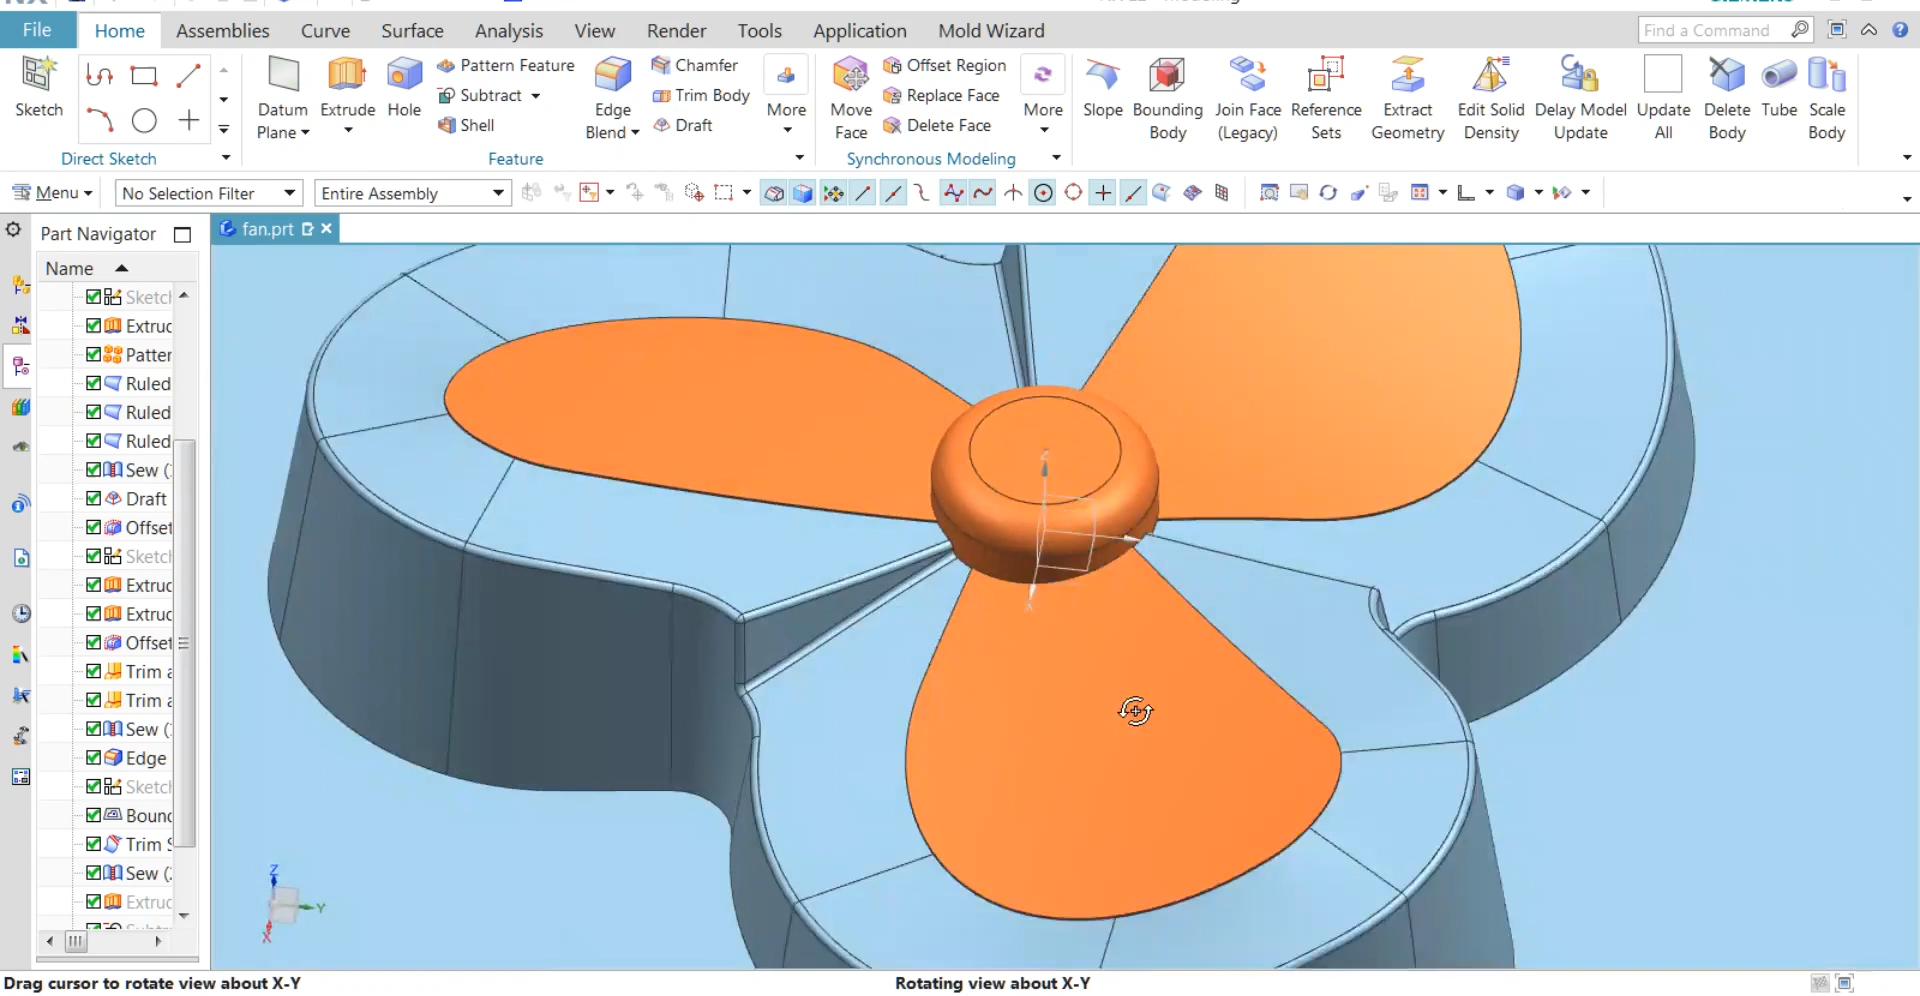 File Home Assemblies Curve Surface Analysis View Render Tools Application Mold Wizard Find a Command
Sketch
Direct Sketch
Datum Plane
Extrude
Hole
Pattern Feature
Subtract
Shell
Edge Blend
Chamfer
Trim Body
Draft
More
Feature
Move Face
Offset Region
Replace Face
Delete Face
More
Synchronous Modeling
Slope
Bounding Body
Join Face (Legacy)
Reference Sets
Extract Geometry
Edit Solid Density
Delay Model Update
Update All
Delete Body
Tube
Scale Body
Menu No Selection Filter Entire Assembly
Part Navigator
fan.prt
Name
Sketch
Extruc
Patter
Ruled
Ruled
Ruled
Sew (
Draft
Offset
Sketch
Extruc
Extruc
Offset
Trim a
Trim a
Sew (
Edge
Sketch
Bound
Trim S
Sew (
Extruc
Z
Y
X
X
Drag cursor to rotate view about X-Y
Rotating view about X-Y